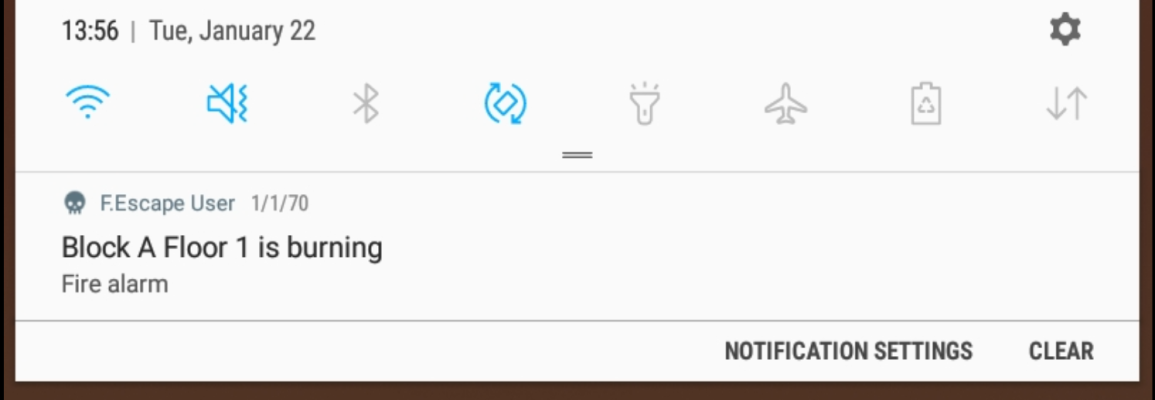 13:56 | Tue, January 22
F.Escape User 1/1/70
Block A Floor 1 is burning
Fire alarm
NOTIFICATION SETTINGS CLEAR